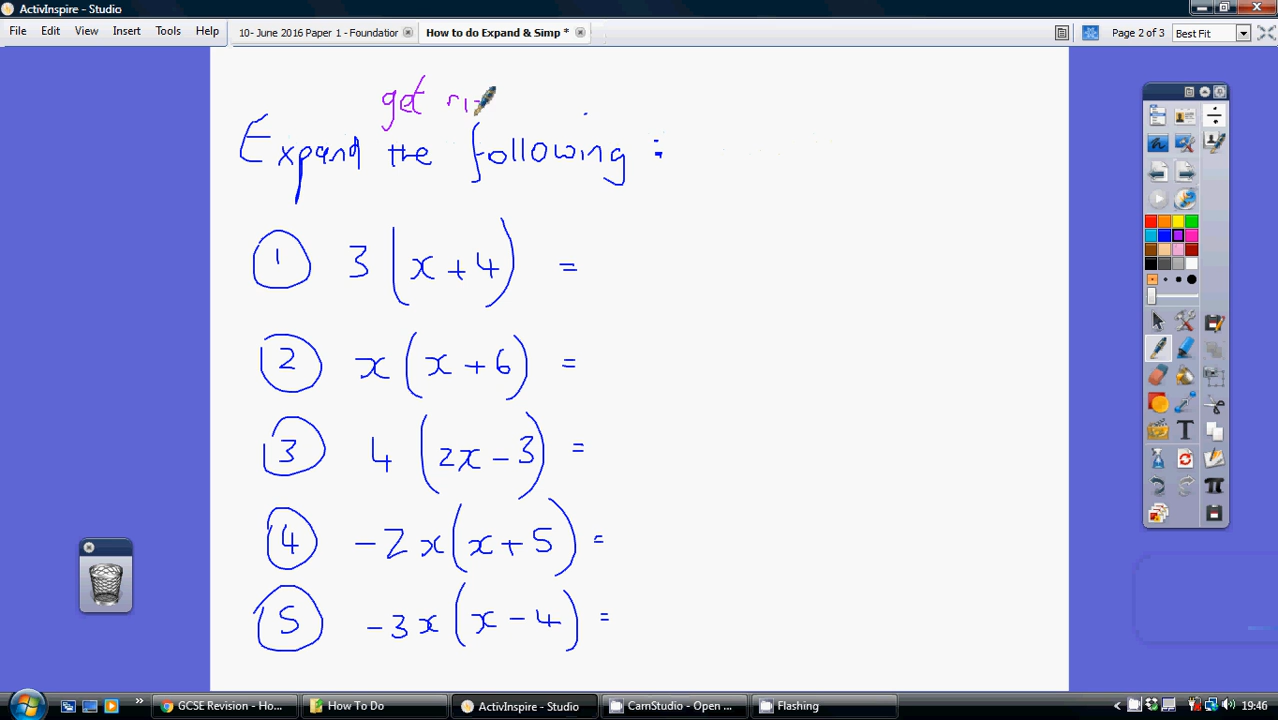 ActivInspire - Studio
File Edit View Insert Tools Help
10- June 2016 Paper 1 - Foundation
How to do Expand & Simp *
Page 2 of 3
Best Fit
get ri
Expand the following :
1 3(x+4) =
2 x(x+6) =
3 4(2x-3) =
4 -2x(x+5) =
5 -3x(x-4) =
GCSE Revision - Ho...
How To Do
ActivInspire - Studio
CamStudio - Open ...
Flashing
19:46